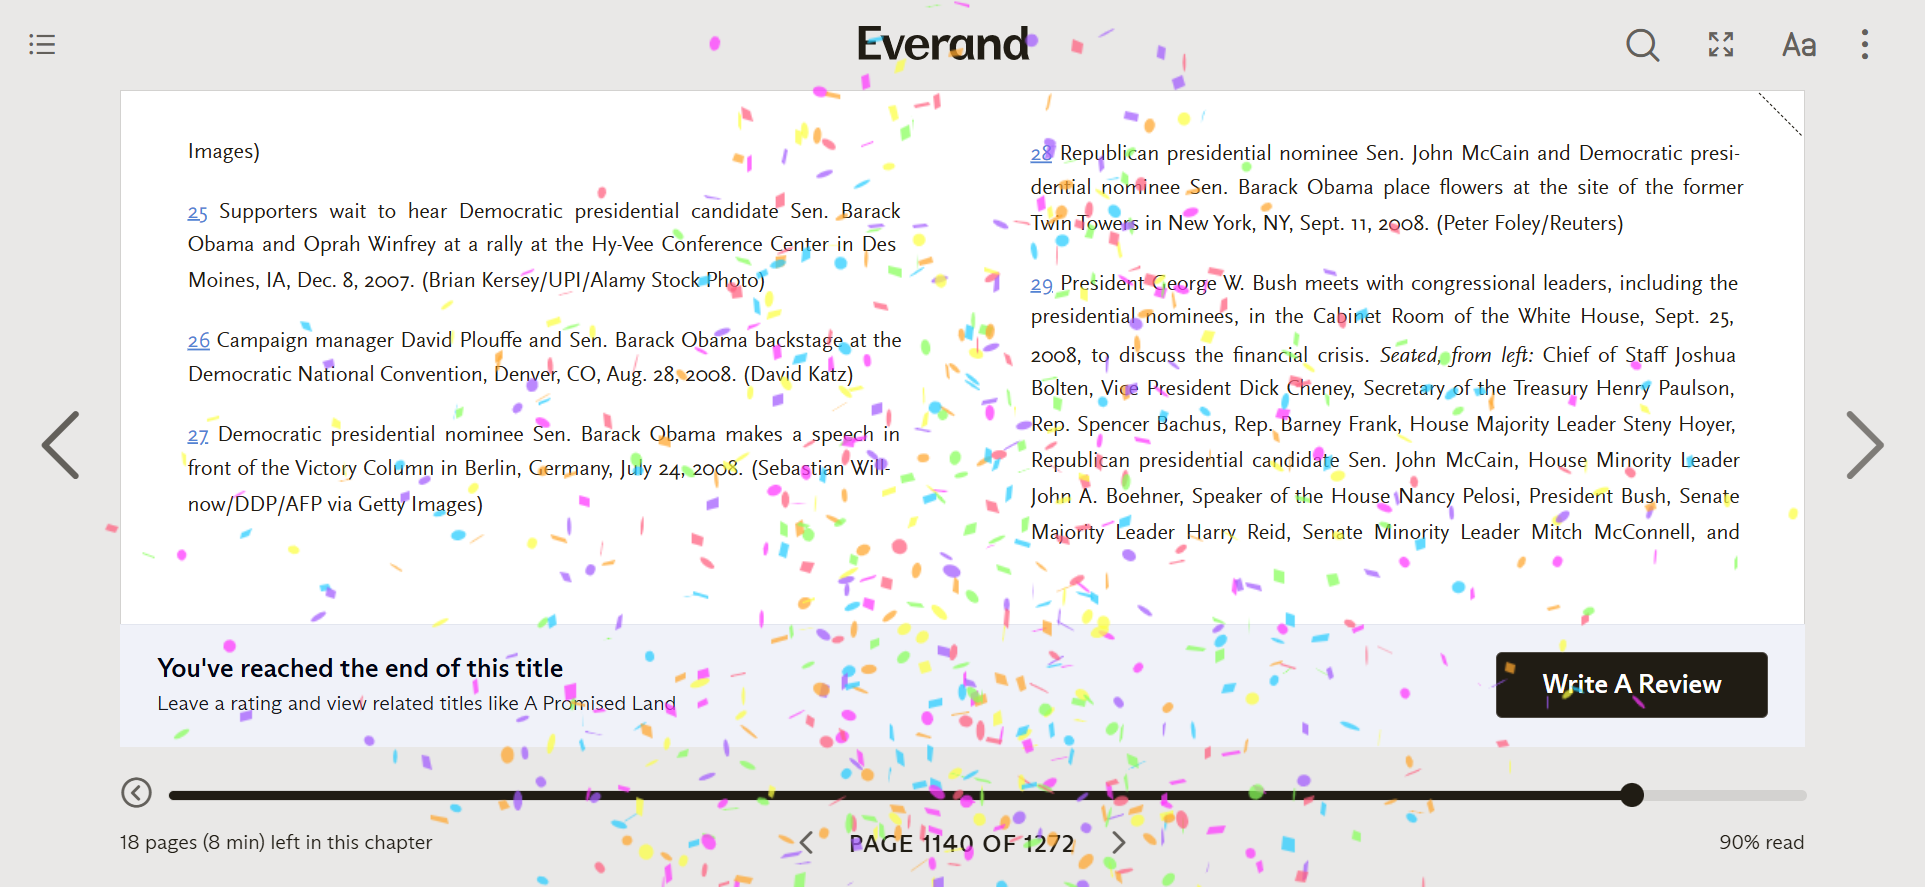 Everand
Aa
Images)
25 Supporters wait to hear Democratic presidential candidate Sen. Barack
Obama and Oprah Winfrey at a rally at the Hy-Vee Conference Center in Des
Moines, IA, Dec. 8, 2007. (Brian Kersey/UPI/Alamy Stock Photo)
26 Campaign manager David Plouffe and Sen. Barack Obama backstage at the
Democratic National Convention, Denver, CO, Aug. 28, 2008. (David Katz)
27 Democratic presidential nominee Sen. Barack Obama makes a speech in
front of the Victory Column in Berlin, Germany, July 24, 2008. (Sebastian Will-
now/DDP/AFP via Getty Images)
28 Republican presidential nominee Sen. John McCain and Democratic presi-
dential nominee Sen. Barack Obama place flowers at the site of the former
Twin Towers in New York, NY, Sept. 11, 2008. (Peter Foley/Reuters)
29 President George W. Bush meets with congressional leaders, including the
presidential nominees, in the Cabinet Room of the White House, Sept. 25,
2008, to discuss the financial crisis. Seated, from left: Chief of Staff Joshua
Bolten, Vice President Dick Cheney, Secretary of the Treasury Henry Paulson,
Rep. Spencer Bachus, Rep. Barney Frank, House Majority Leader Steny Hoyer,
Republican presidential candidate Sen. John McCain, House Minority Leader
John A. Boehner, Speaker of the House Nancy Pelosi, President Bush, Senate
Majority Leader Harry Reid, Senate Minority Leader Mitch McConnell, and
You've reached the end of this title
Leave a rating and view related titles like A Promised Land
Write A Review
18 pages (8 min) left in this chapter
PAGE 1140 OF 1272
90% read